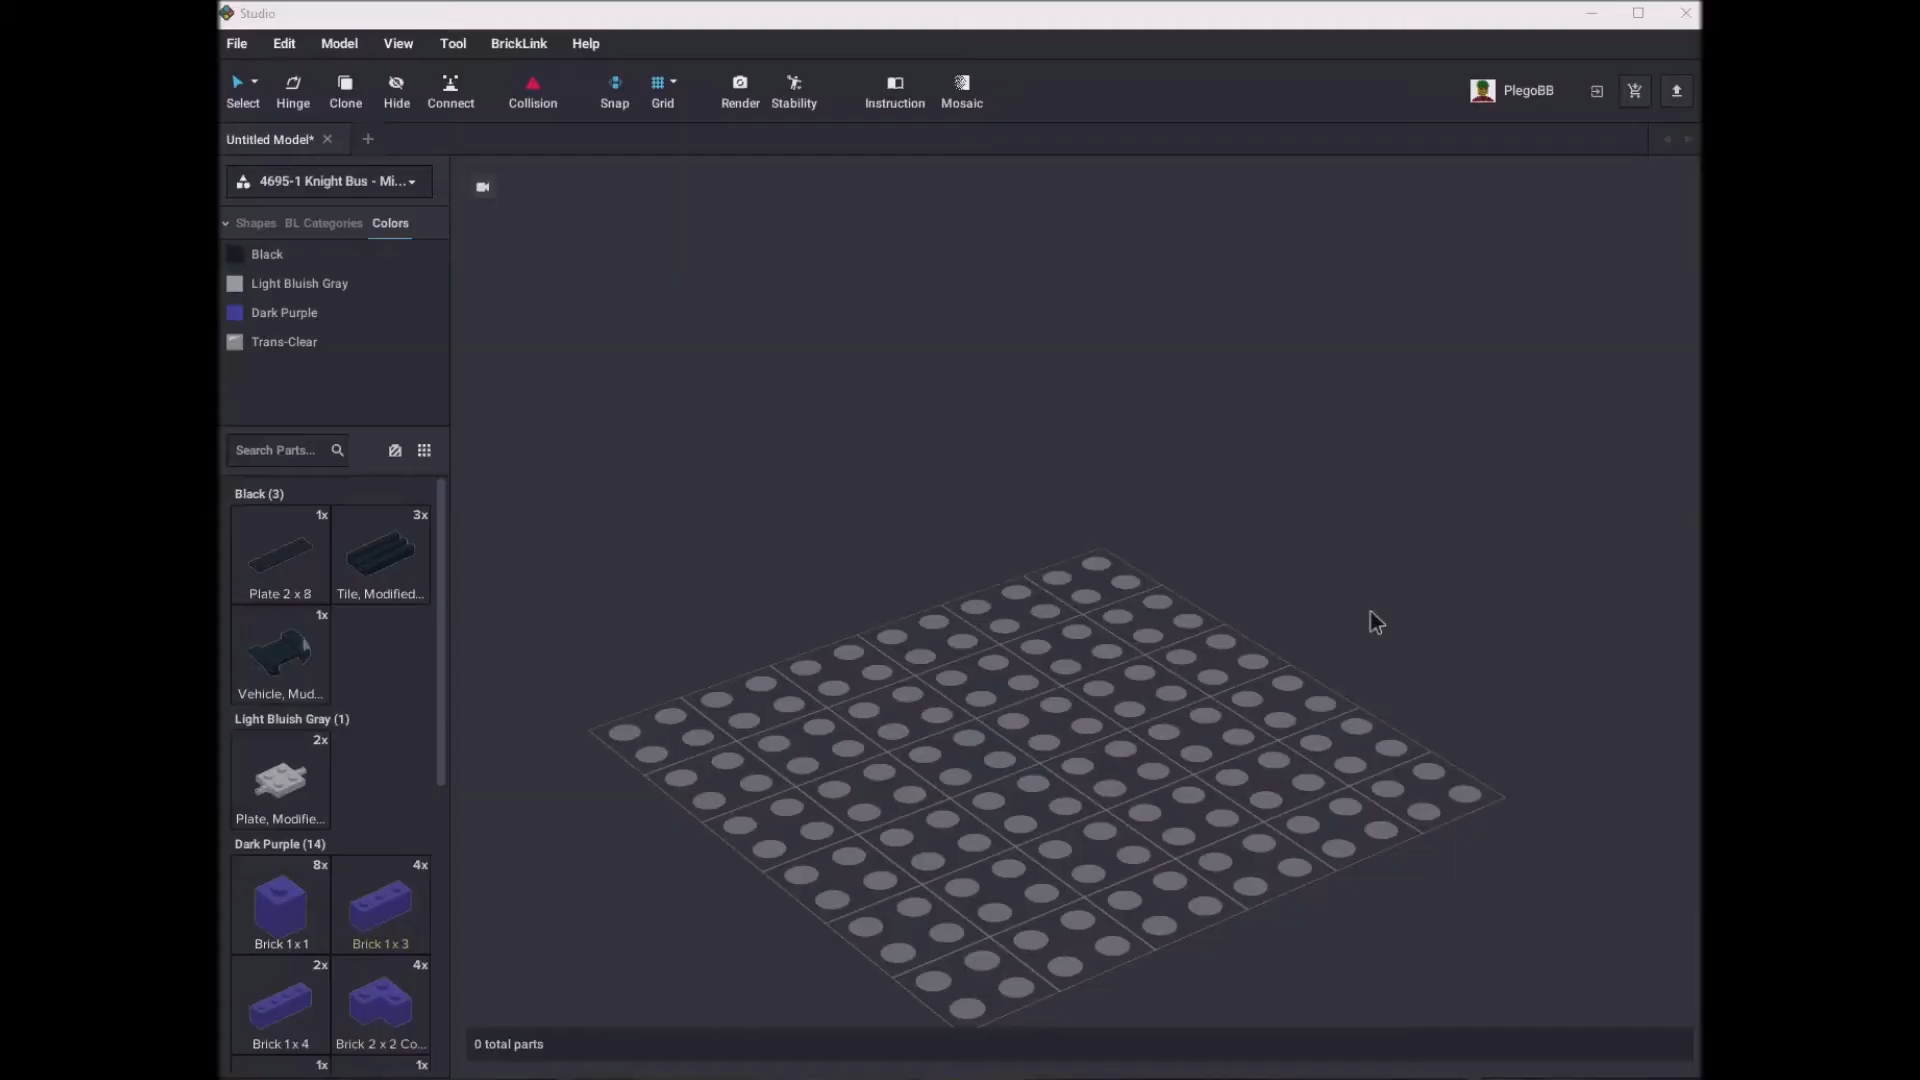 Studio
File Edit Model View Tool BrickLink Help
Select Hinge Clone Hide Connect Collision Snap Grid Render Stability Instruction Mosaic
PlegoBB
Untitled Model*
4695-1 Knight Bus - Mi...
Shapes BL Categories Colors
Black
Light Bluish Gray
Dark Purple
Trans-Clear
Search Parts...
Black (3)
1x 3x
Plate 2 x 8 Tile, Modified...
1x
Vehicle, Mud...
Light Bluish Gray (1)
2x
Plate, Modifie...
Dark Purple (14)
8x 4x
Brick 1 x 1 Brick 1 x 3
2x 4x
Brick 1 x 4 Brick 2 x 2 Co...
1x 1x
0 total parts